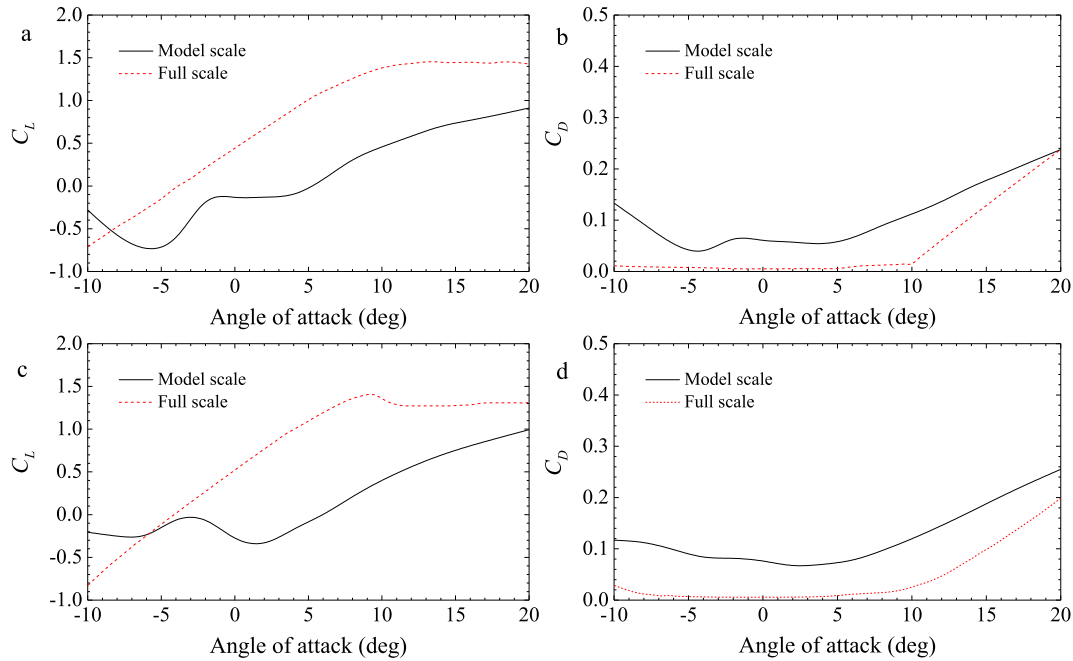 a
2.0
1.5
1.0
0.5
0.0
-0.5
-1.0
C_L
Model scale
Full scale
-10 -5 0 5 10 15 20
Angle of attack (deg)
b
0.5
0.4
0.3
0.2
0.1
0.0
C_D
Model scale
Full scale
-10 -5 0 5 10 15 20
Angle of attack (deg)
c
2.0
1.5
1.0
0.5
0.0
-0.5
-1.0
C_L
Model scale
Full scale
-10 -5 0 5 10 15 20
Angle of attack (deg)
d
0.5
0.4
0.3
0.2
0.1
0.0
C_D
Model scale
Full scale
-10 -5 0 5 10 15 20
Angle of attack (deg)